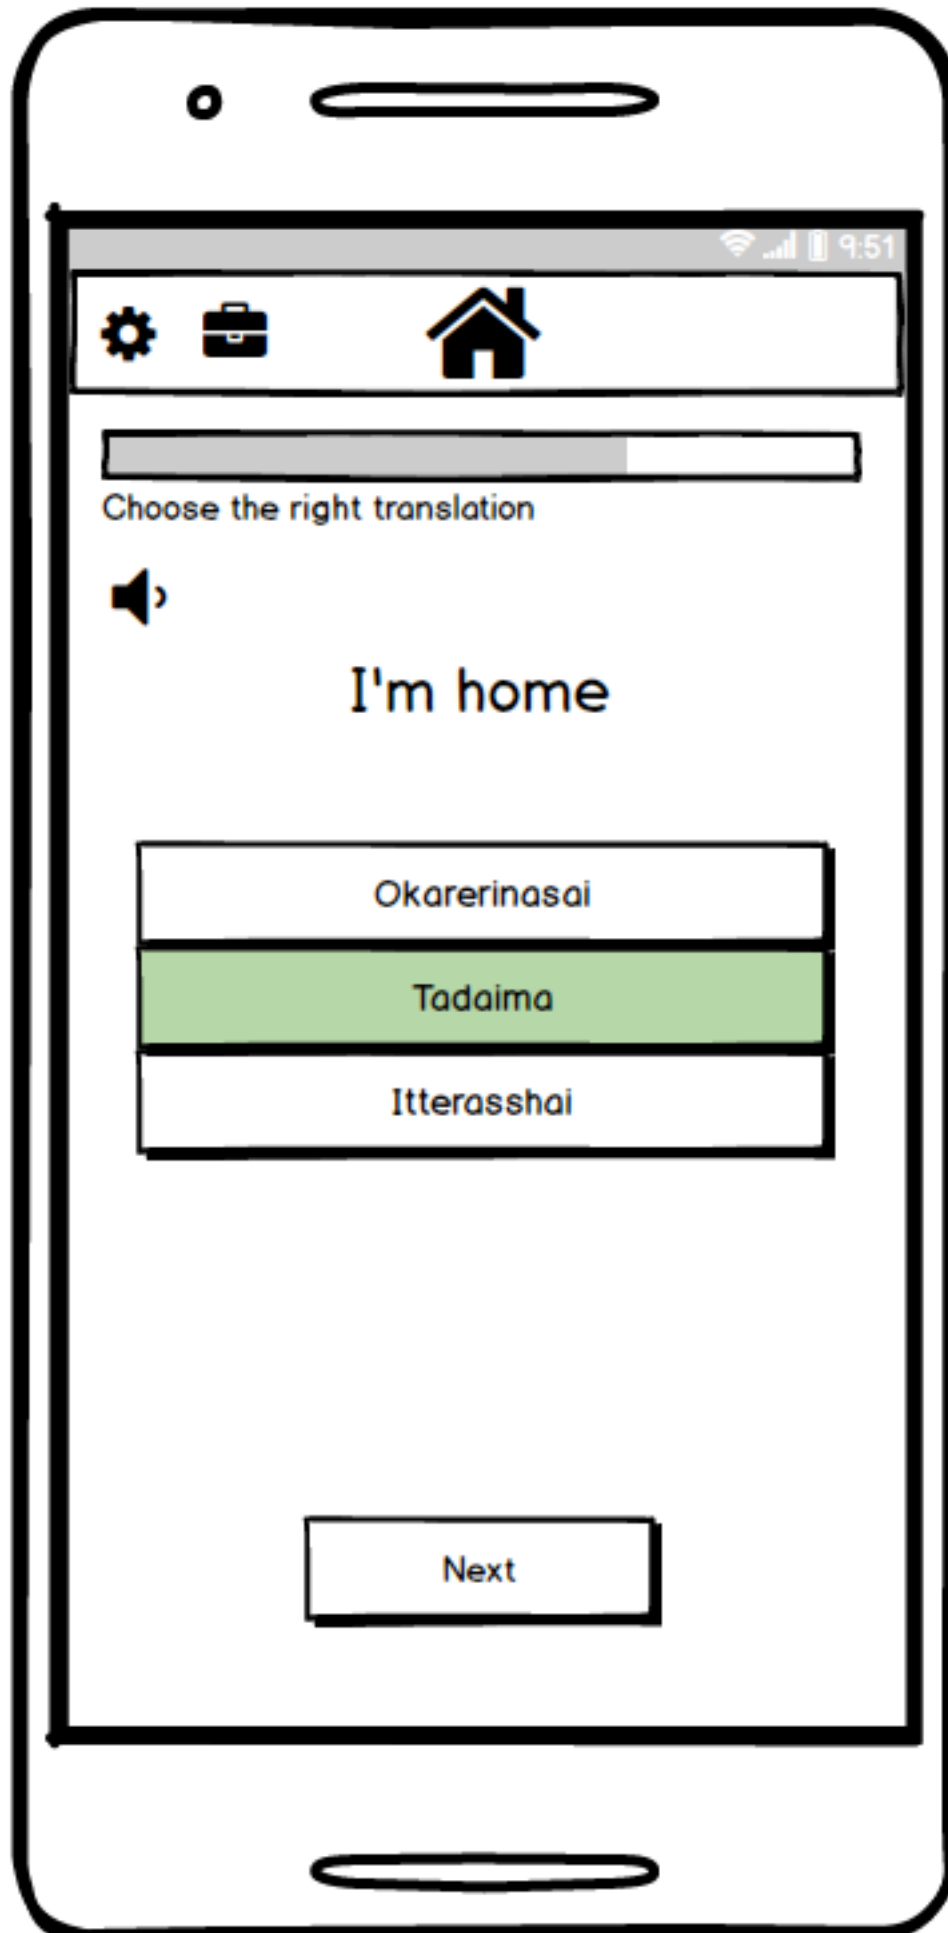 9:51
Choose the right translation
I'm home
Okarerinasai
Tadaima
Itterasshai
Next